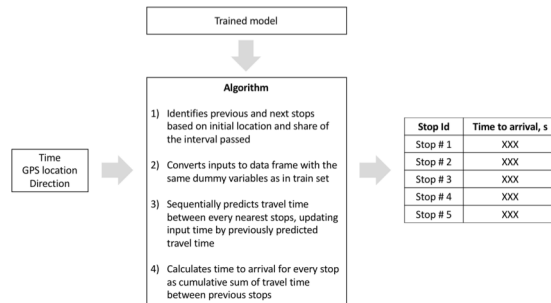 Trained model
Algorithm
1) Identifies previous and next stops
based on initial location and share of
the interval passed
2) Converts inputs to data frame with the
same dummy variables as in train set
3) Sequentially predicts travel time
between every nearest stops, updating
input time by previously predicted
travel time
4) Calculates time to arrival for every stop
as cumulative sum of travel time
between previous stops
Time
GPS location
Direction
Stop Id Time to arrival, s
Stop # 1 XXX
Stop # 2 XXX
Stop # 3 XXX
Stop # 4 XXX
Stop # 5 XXX